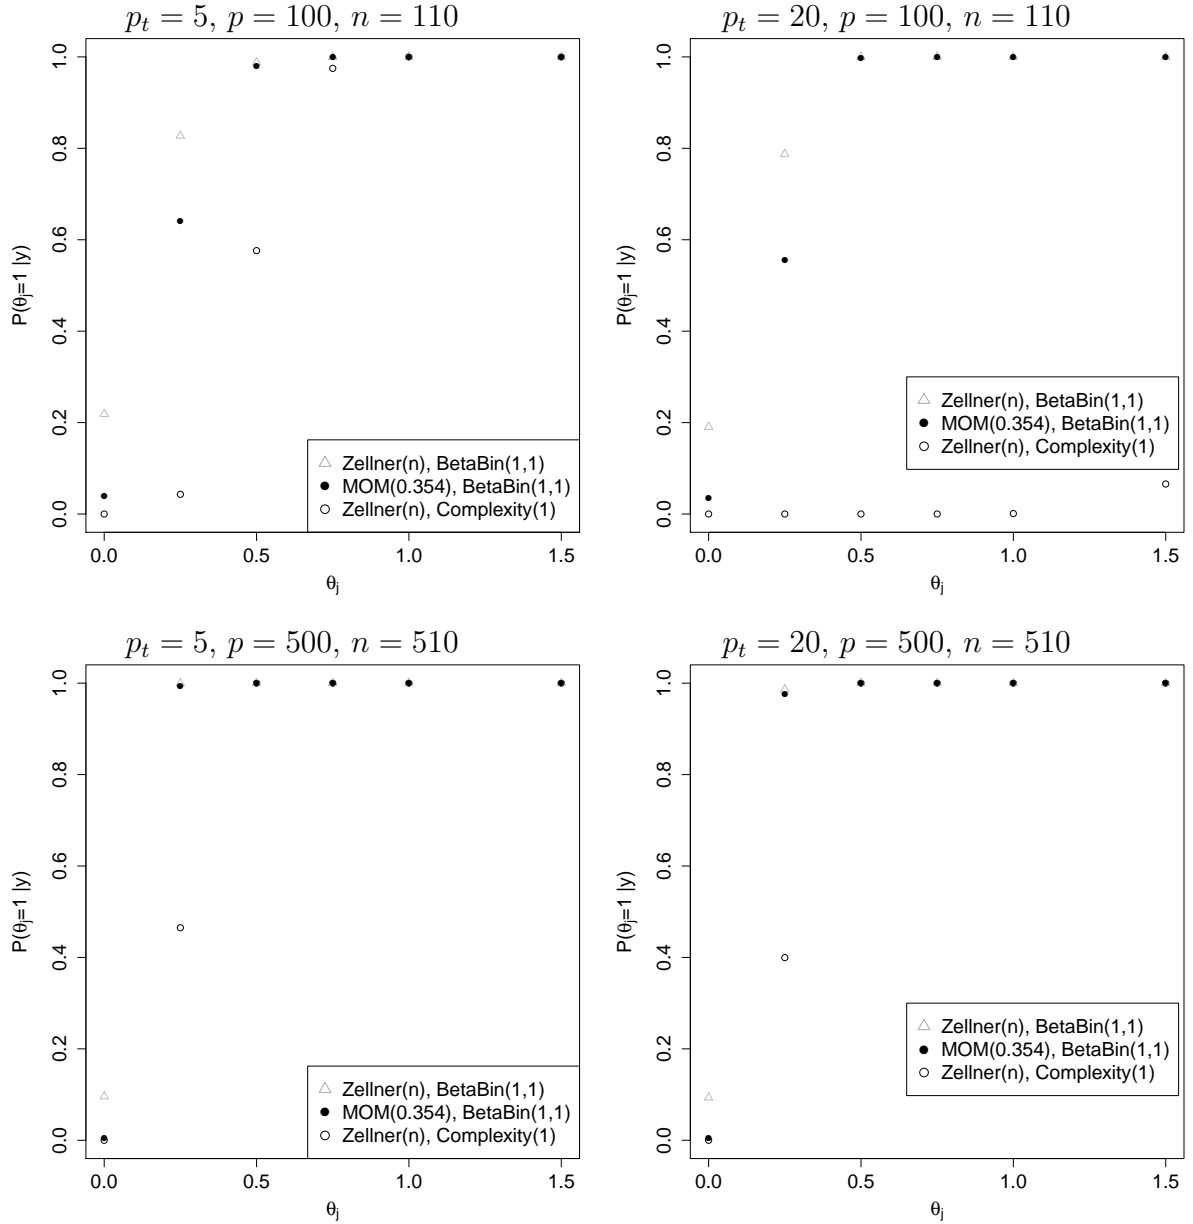 p_t = 5, p = 100, n = 110
1.0
0.8
0.6
0.4
0.2
0.0
P(θ_j=1 |y)
Zellner(n), BetaBin(1,1)
MOM(0.354), BetaBin(1,1)
Zellner(n), Complexity(1)
0.0 0.5 1.0 1.5
θ_j
p_t = 20, p = 100, n = 110
1.0
0.8
0.6
0.4
0.2
0.0
P(θ_j=1 |y)
Zellner(n), BetaBin(1,1)
MOM(0.354), BetaBin(1,1)
Zellner(n), Complexity(1)
0.0 0.5 1.0 1.5
θ_j
p_t = 5, p = 500, n = 510
1.0
0.8
0.6
0.4
0.2
0.0
P(θ_j=1 |y)
Zellner(n), BetaBin(1,1)
MOM(0.354), BetaBin(1,1)
Zellner(n), Complexity(1)
0.0 0.5 1.0 1.5
θ_j
p_t = 20, p = 500, n = 510
1.0
0.8
0.6
0.4
0.2
0.0
P(θ_j=1 |y)
Zellner(n), BetaBin(1,1)
MOM(0.354), BetaBin(1,1)
Zellner(n), Complexity(1)
0.0 0.5 1.0 1.5
θ_j